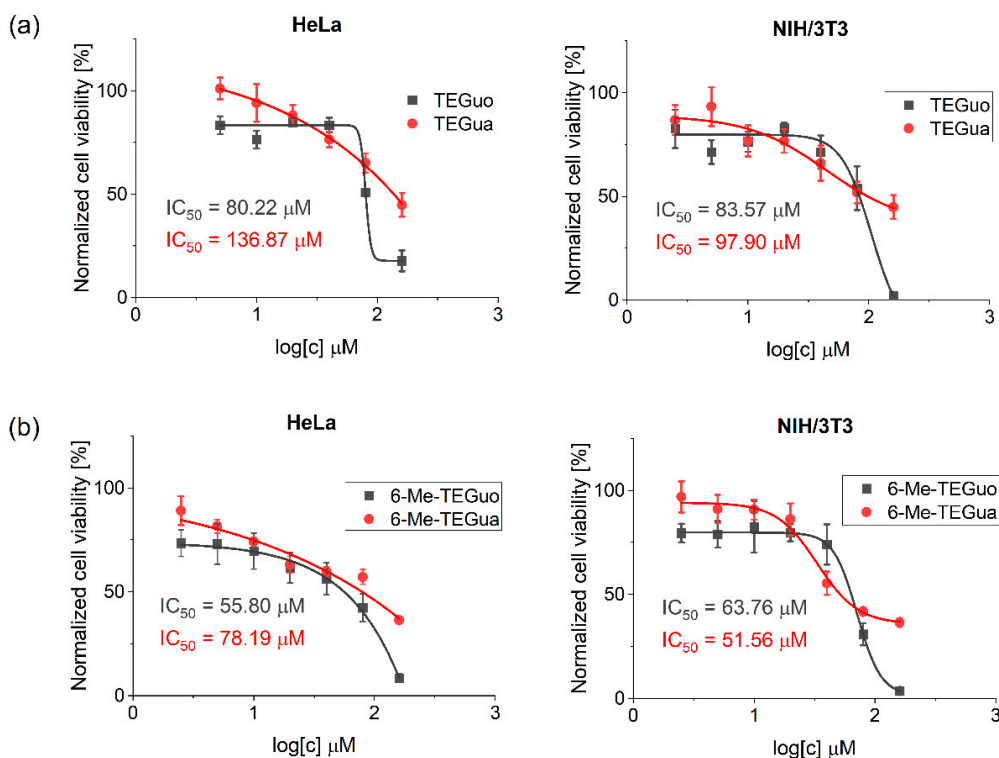 (a)
HeLa
Normalized cell viability [%]
100
50
0
0
1
2
3
log[c] μM
TEGuo
TEGua
IC50 = 80.22 μM
IC50 = 136.87 μM
NIH/3T3
Normalized cell viability [%]
100
50
0
0
1
2
3
log[c] μM
TEGuo
TEGua
IC50 = 83.57 μM
IC50 = 97.90 μM
(b)
HeLa
Normalized cell viability [%]
100
50
0
0
1
2
3
log[c] μM
6-Me-TEGuo
6-Me-TEGua
IC50 = 55.80 μM
IC50 = 78.19 μM
NIH/3T3
Normalized cell viability [%]
100
50
0
0
1
2
3
log[c] μM
6-Me-TEGuo
6-Me-TEGua
IC50 = 63.76 μM
IC50 = 51.56 μM